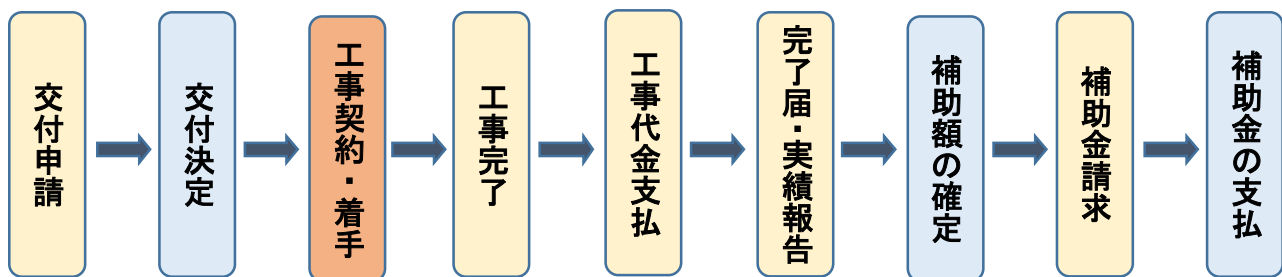 交付申請
交付決定
工事契約・着手
工事完了
工事代金支払
完了届・実績報告
補助額の確定
補助金請求
補助金の支払